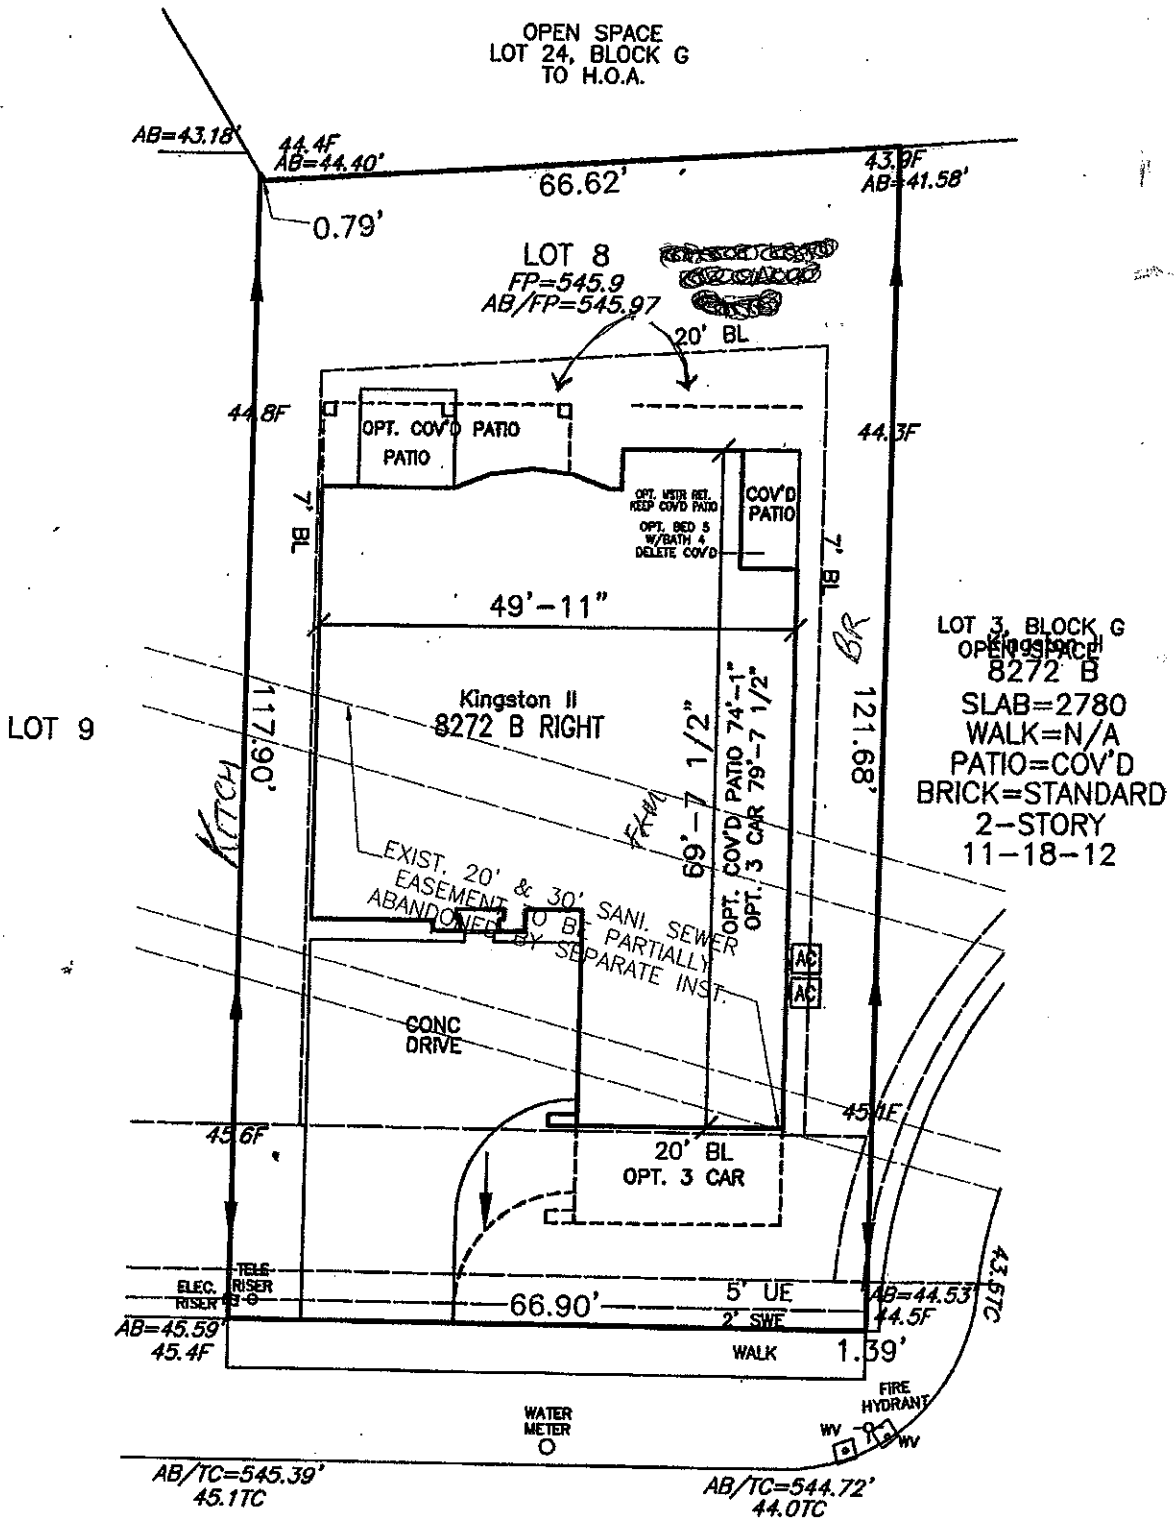 OPEN SPACE
LOT 24, BLOCK G
TO H.O.A.
AB=43.18'
44.4F
AB=44.40'
43.9F
AB=41.58'
66.62'
0.79'
LOT 8
FP=545.9
AB/FP=545.97
20' BL
44.8F
44.3F
OPT. COV'D PATIO
PATIO
OPT. MSTR RET.
KEEP COV'D PATIO
OPT. BED 5
W/BATH 4
DELETE COV'D
COV'D
PATIO
7' BL
7' BL
49'-11"
BR
LOT 3, BLOCK G
OPEN SPACE
Kingston II
8272 B
SLAB=2780
WALK=N/A
PATIO=COV'D
BRICK=STANDARD
2-STORY
11-18-12
LOT 9
117.90'
121.68'
Kingston II
8272 B RIGHT
KITCH
69'-7 1/2"
OPT. COV'D PATIO 74'-1"
OPT. 3 CAR 79'-7 1/2"
EXIST. 20' & 30' SANI. SEWER
EASEMENT TO BE PARTIALLY
ABANDONED BY SEPARATE INST.
AC
AC
CONC
DRIVE
45.6F
45.1F
20' BL
OPT. 3 CAR
TELE
RISER
ELEC.
RISER
5' UE
66.90'
2' SWE
AB=44.53'
44.5F
43.5TC
AB=45.59'
45.4F
WALK
1.39'
FIRE
HYDRANT
WATER
METER
WV
WV
AB/TC=545.39'
45.1TC
AB/TC=544.72'
44.0TC